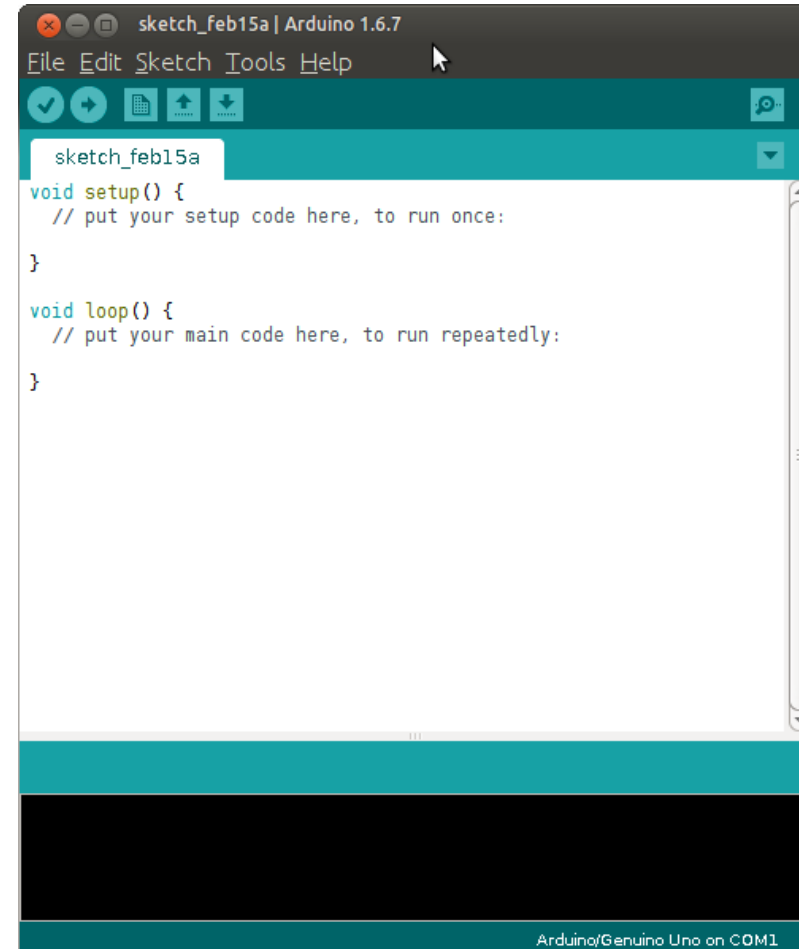 sketch_feb15a | Arduino 1.6.7
File Edit Sketch Tools Help
sketch_feb15a
void setup() {
  // put your setup code here, to run once:
}
void loop() {
  // put your main code here, to run repeatedly:
}
Arduino/Genuino Uno on COM1